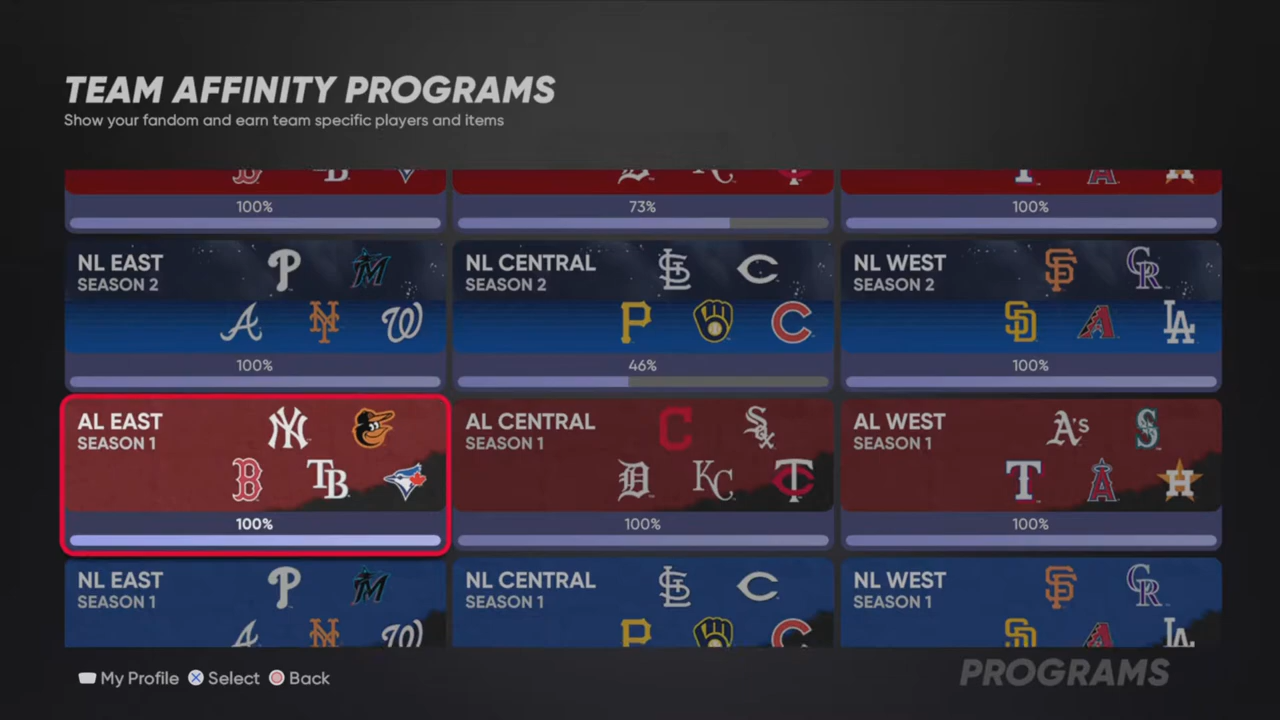 TEAM AFFINITY PROGRAMS
Show your fandom and earn team specific players and items
100%
73%
100%
NL EAST
SEASON 2
100%
NL CENTRAL
SEASON 2
46%
NL WEST
SEASON 2
100%
AL EAST
SEASON 1
100%
AL CENTRAL
SEASON 1
100%
AL WEST
SEASON 1
100%
NL EAST
SEASON 1
NL CENTRAL
SEASON 1
NL WEST
SEASON 1
My Profile Select Back
PROGRAMS